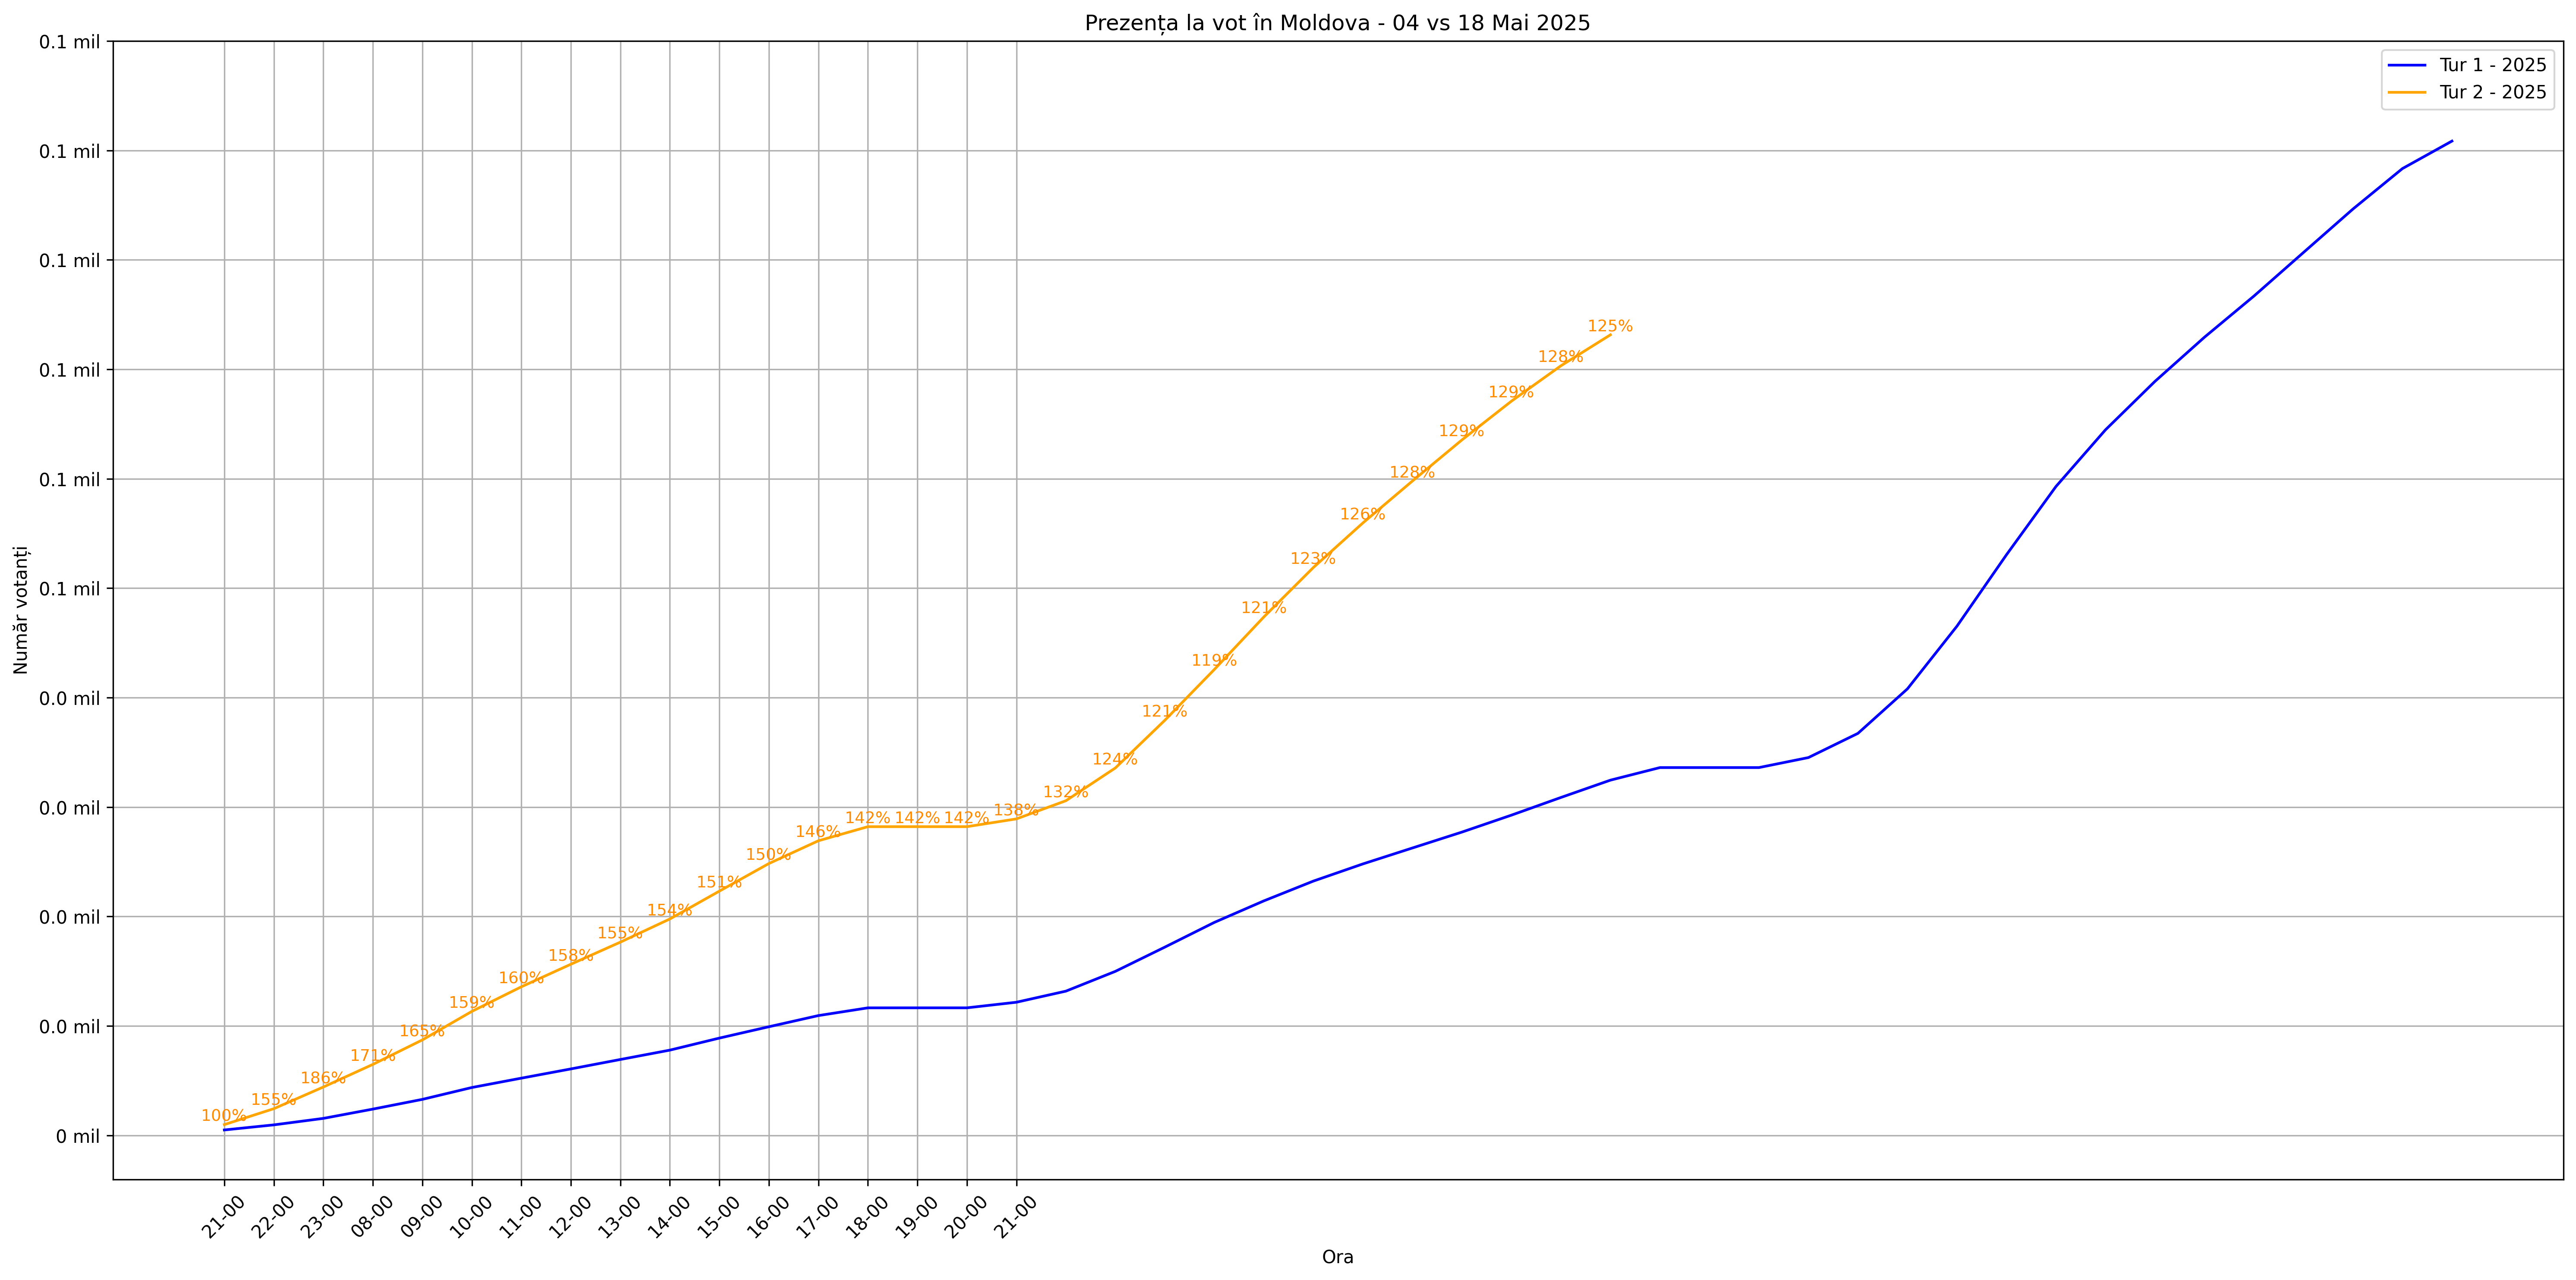 Prezența la vot în Moldova - 04 vs 18 Mai 2025
Tur 1 - 2025
Tur 2 - 2025
Număr votanți
0.1 mil
0.1 mil
0.1 mil
0.1 mil
0.1 mil
0.1 mil
0.0 mil
0.0 mil
0.0 mil
0.0 mil
0 mil
100%
155%
186%
171%
165%
159%
160%
158%
155%
154%
151%
150%
146%
142%
142%
142%
138%
132%
124%
121%
119%
121%
123%
126%
128%
129%
129%
128%
125%
21-00
22-00
23-00
08-00
09-00
10-00
11-00
12-00
13-00
14-00
15-00
16-00
17-00
18-00
19-00
20-00
21-00
Ora